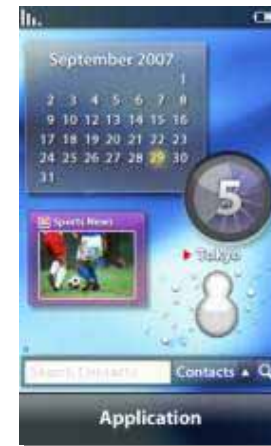 September 2007
1
2 3 4 5 6 7 8
9 10 12 13 14 15 16
17 18 19 20 21 22 23
24 25 26 27 28 29 30
31
5
Sports News
Tokyo
Search Contacts
Contacts
Application